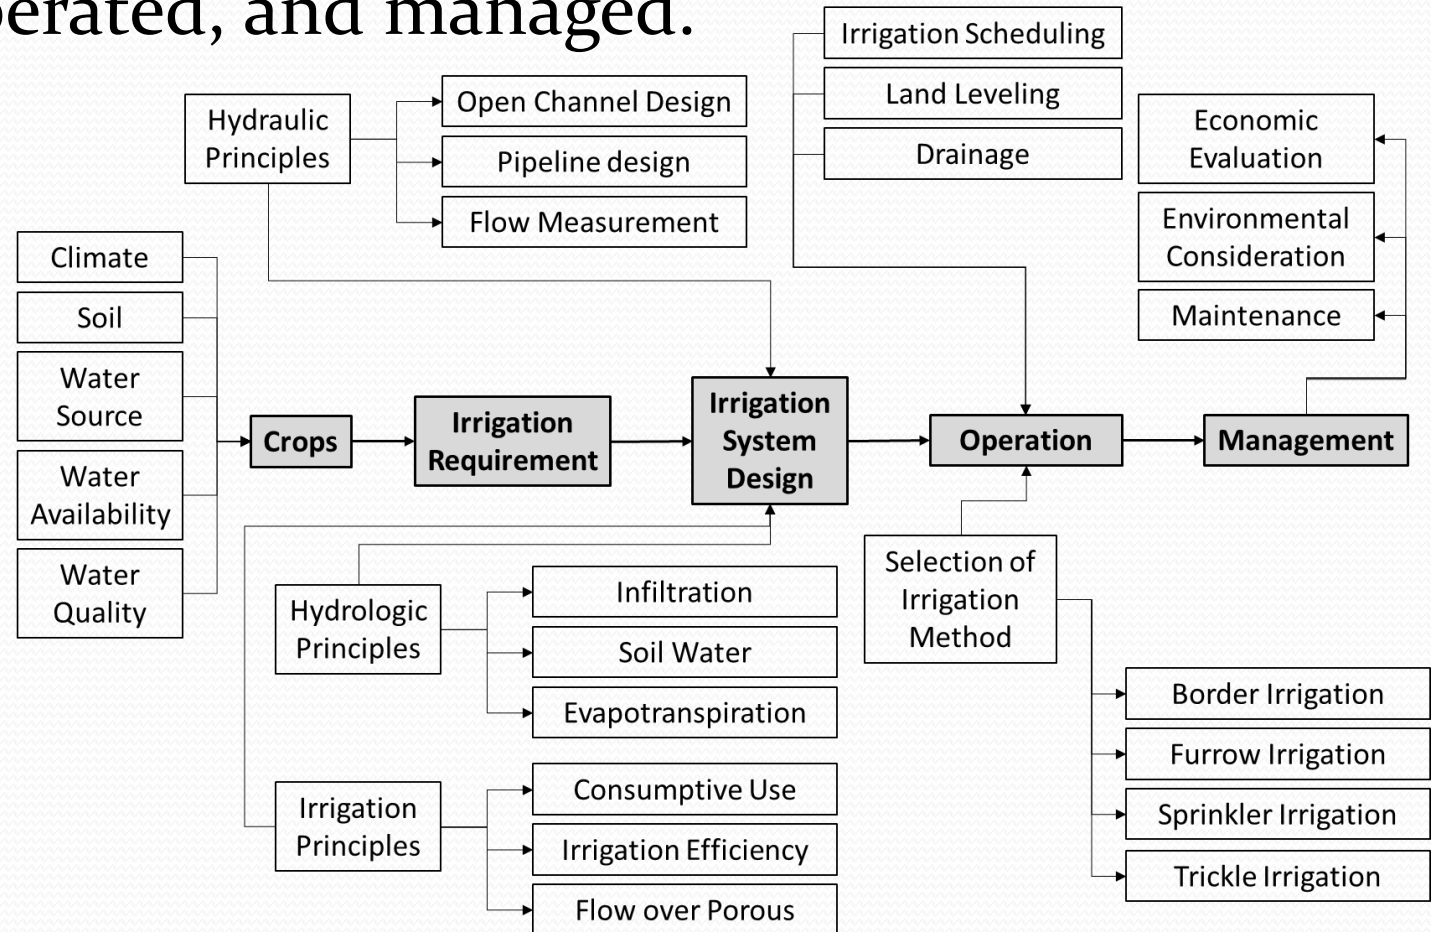 perated, and managed.
Irrigation Scheduling
Land Leveling
Drainage
Hydraulic
Principles
Open Channel Design
Pipeline design
Flow Measurement
Economic
Evaluation
Environmental
Consideration
Maintenance
Climate
Soil
Water
Source
Water
Availability
Water
Quality
Crops
Irrigation
Requirement
Irrigation
System
Design
Operation
Management
Hydrologic
Principles
Infiltration
Soil Water
Evapotranspiration
Selection of
Irrigation
Method
Border Irrigation
Furrow Irrigation
Sprinkler Irrigation
Trickle Irrigation
Irrigation
Principles
Consumptive Use
Irrigation Efficiency
Flow over Porous